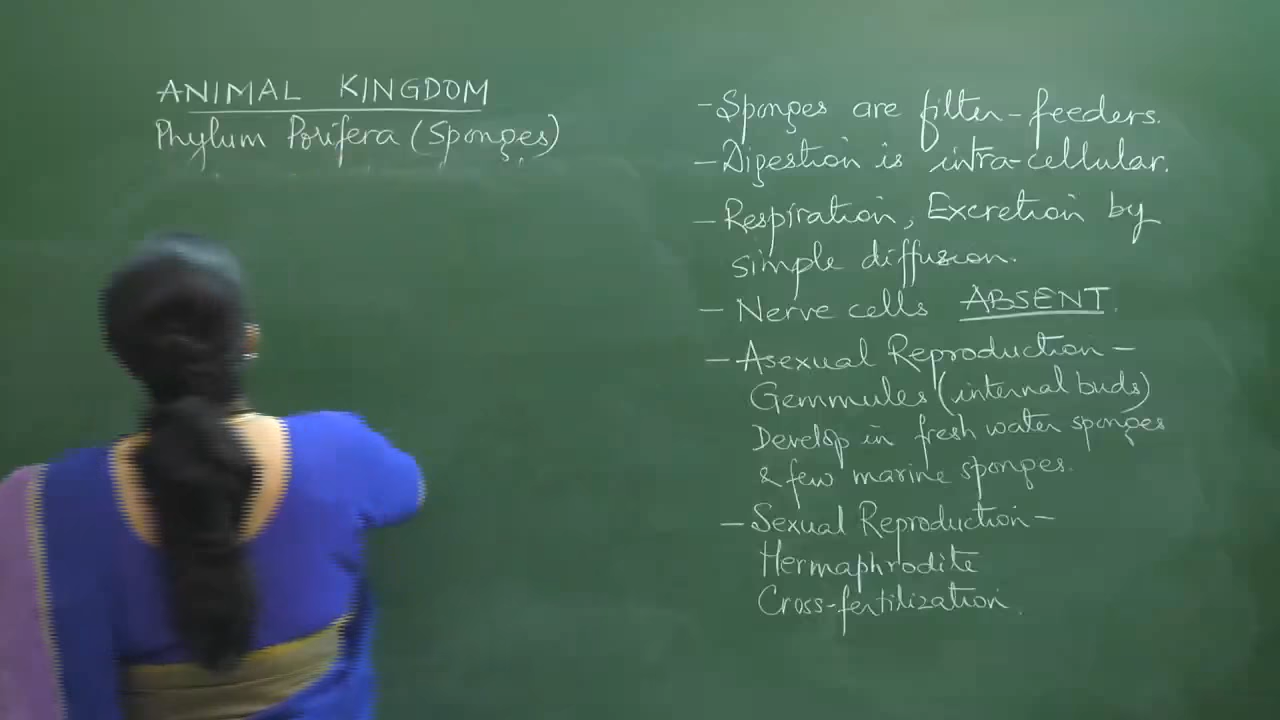 ANIMAL KINGDOM
Phylum Porifera (Sponges)
- Sponges are filter-feeders.
- Digestion is intra-cellular.
- Respiration, Excretion by
simple diffusion.
- Nerve cells ABSENT.
- Asexual Reproduction -
Gemmules (internal buds)
Develop in fresh water sponges
& few marine sponges.
- Sexual Reproduction -
Hermaphrodite
Cross-fertilization.